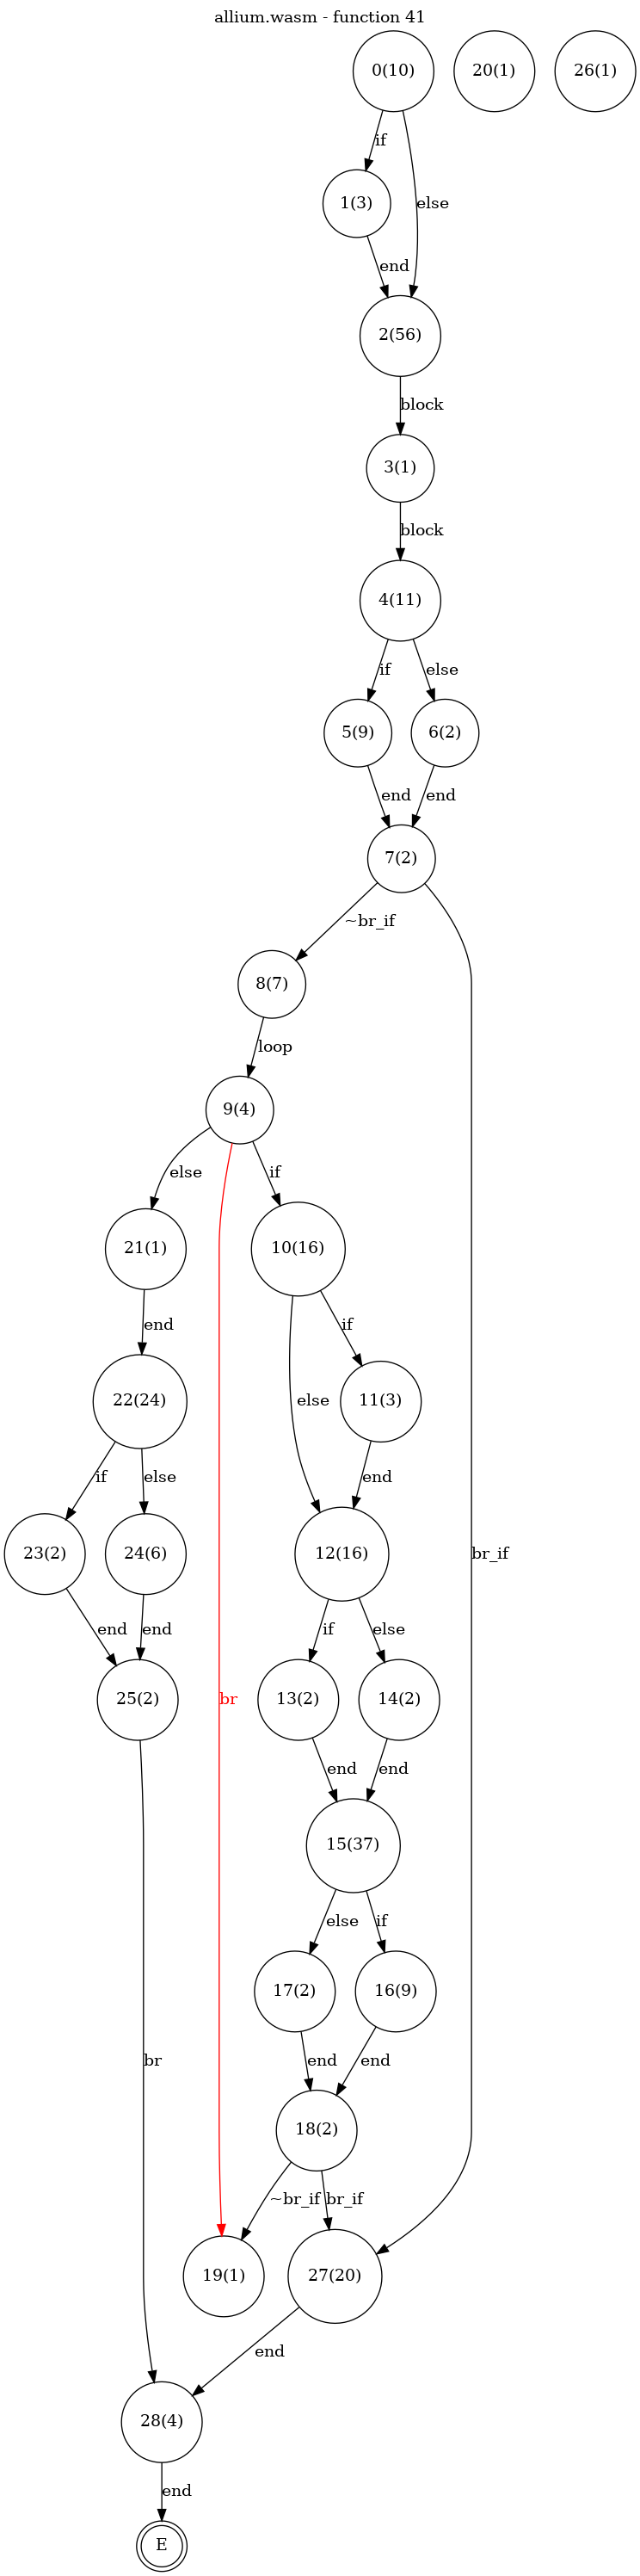 allium.wasm - function 41
0(10)
20(1)
26(1)
if
1(3)
else
end
2(56)
block
3(1)
block
4(11)
if
else
5(9)
6(2)
end
end
7(2)
~br_if
8(7)
loop
9(4)
else
if
21(1)
10(16)
end
if
22(24)
else
11(3)
if
else
end
23(2)
24(6)
12(16)
end
end
if
else
25(2)
br
13(2)
14(2)
end
end
15(37)
else
if
17(2)
16(9)
br
end
end
br_if
18(2)
~br_if
br_if
19(1)
27(20)
end
28(4)
end
E